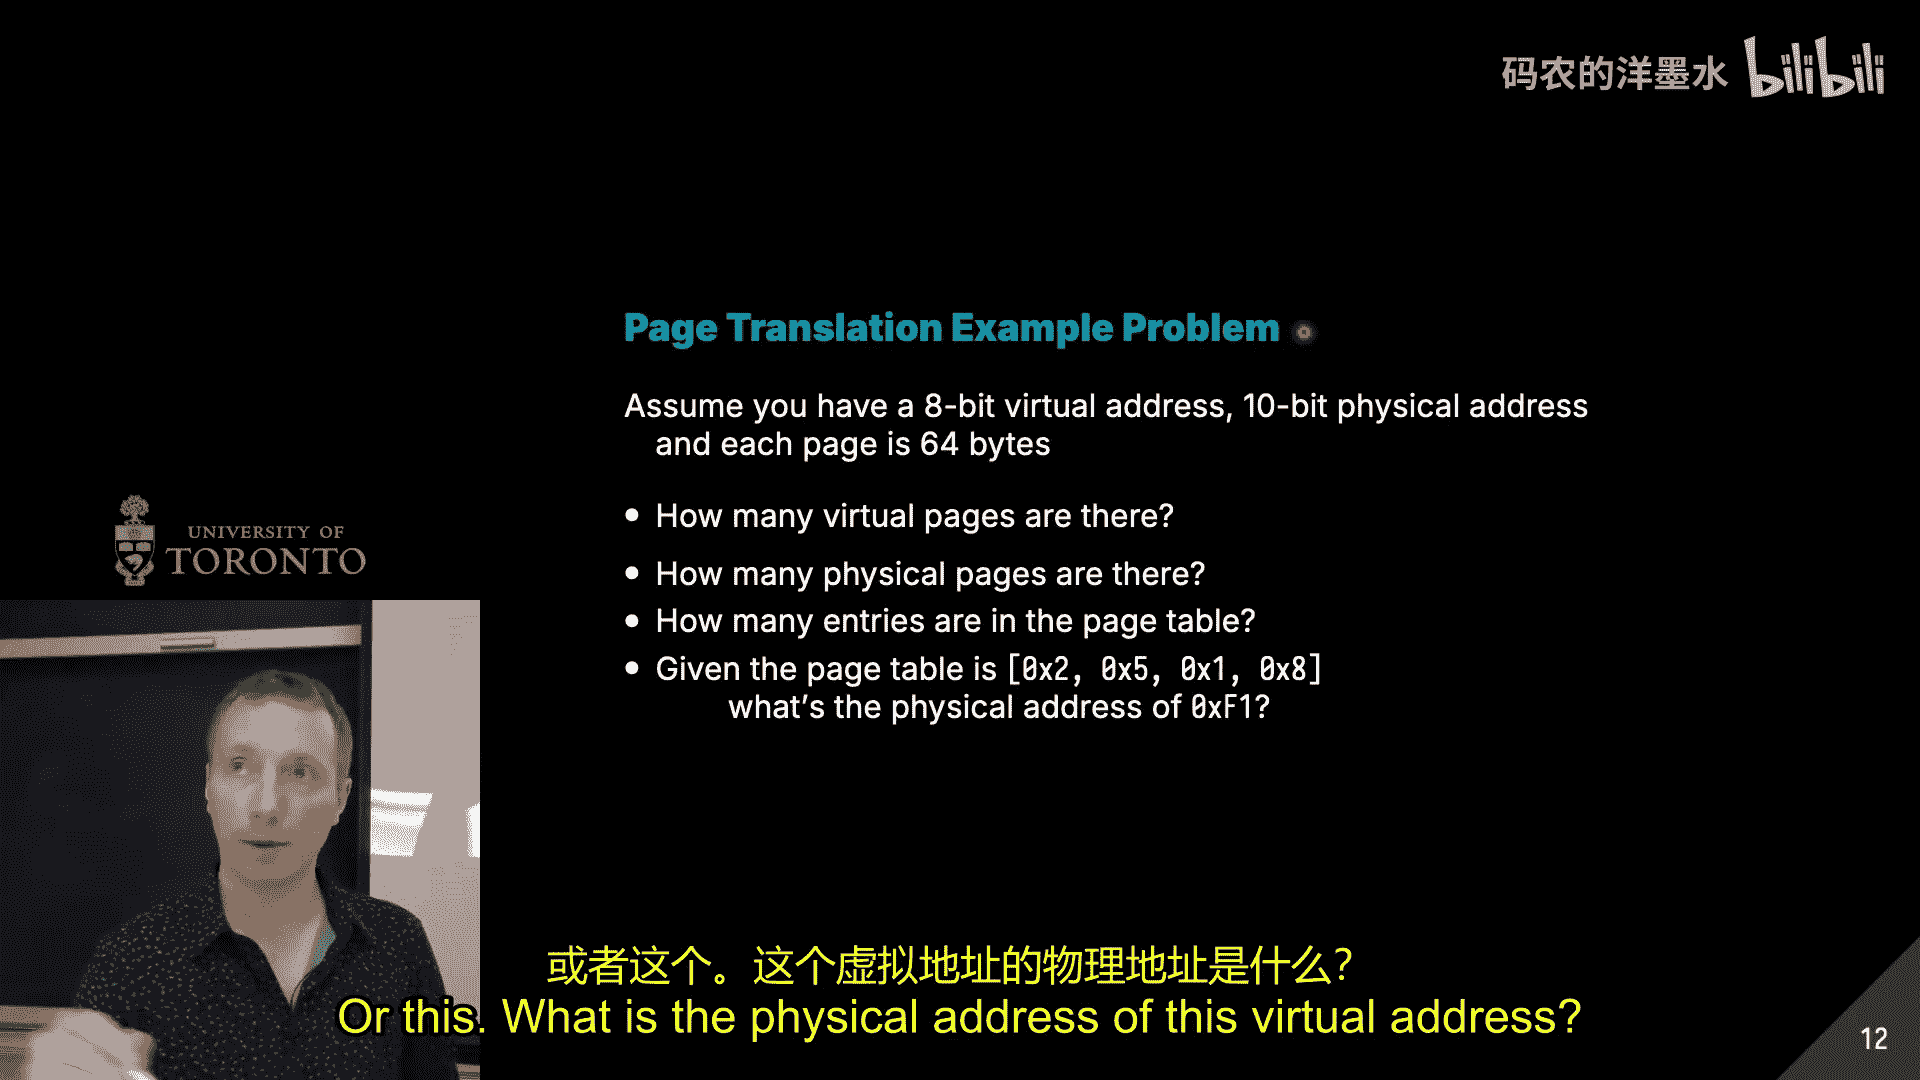 码农的洋墨水 bilibili
Page Translation Example Problem
Assume you have a 8-bit virtual address, 10-bit physical address
and each page is 64 bytes
• How many virtual pages are there?
• How many physical pages are there?
• How many entries are in the page table?
• Given the page table is [0x2, 0x5, 0x1, 0x8]
what's the physical address of 0xF1?
UNIVERSITY OF
TORONTO
或者这个。这个虚拟地址的物理地址是什么?
Or this. What is the physical address of this virtual address?
12